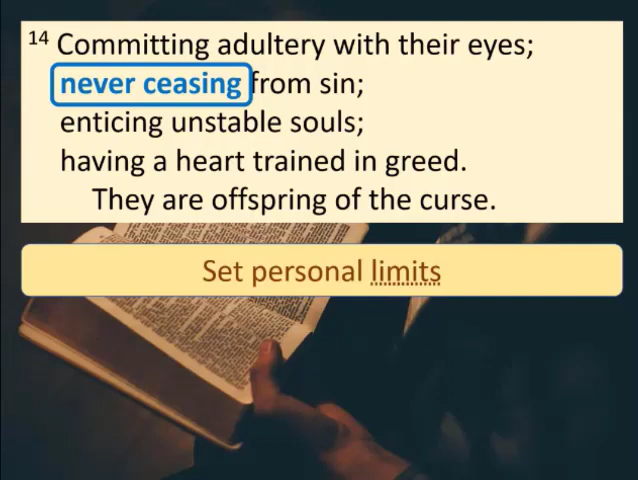 14 Committing adultery with their eyes;
never ceasing from sin;
enticing unstable souls;
having a heart trained in greed.
They are offspring of the curse.
Set personal limits